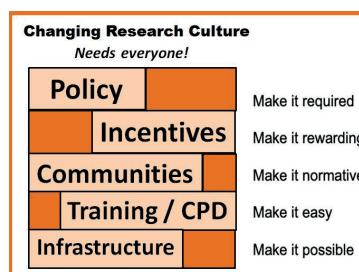 Changing Research Culture
Needs everyone!
Policy
Make it required
Incentives
Make it rewarding
Communities
Make it normative
Training / CPD
Make it easy
Infrastructure
Make it possible